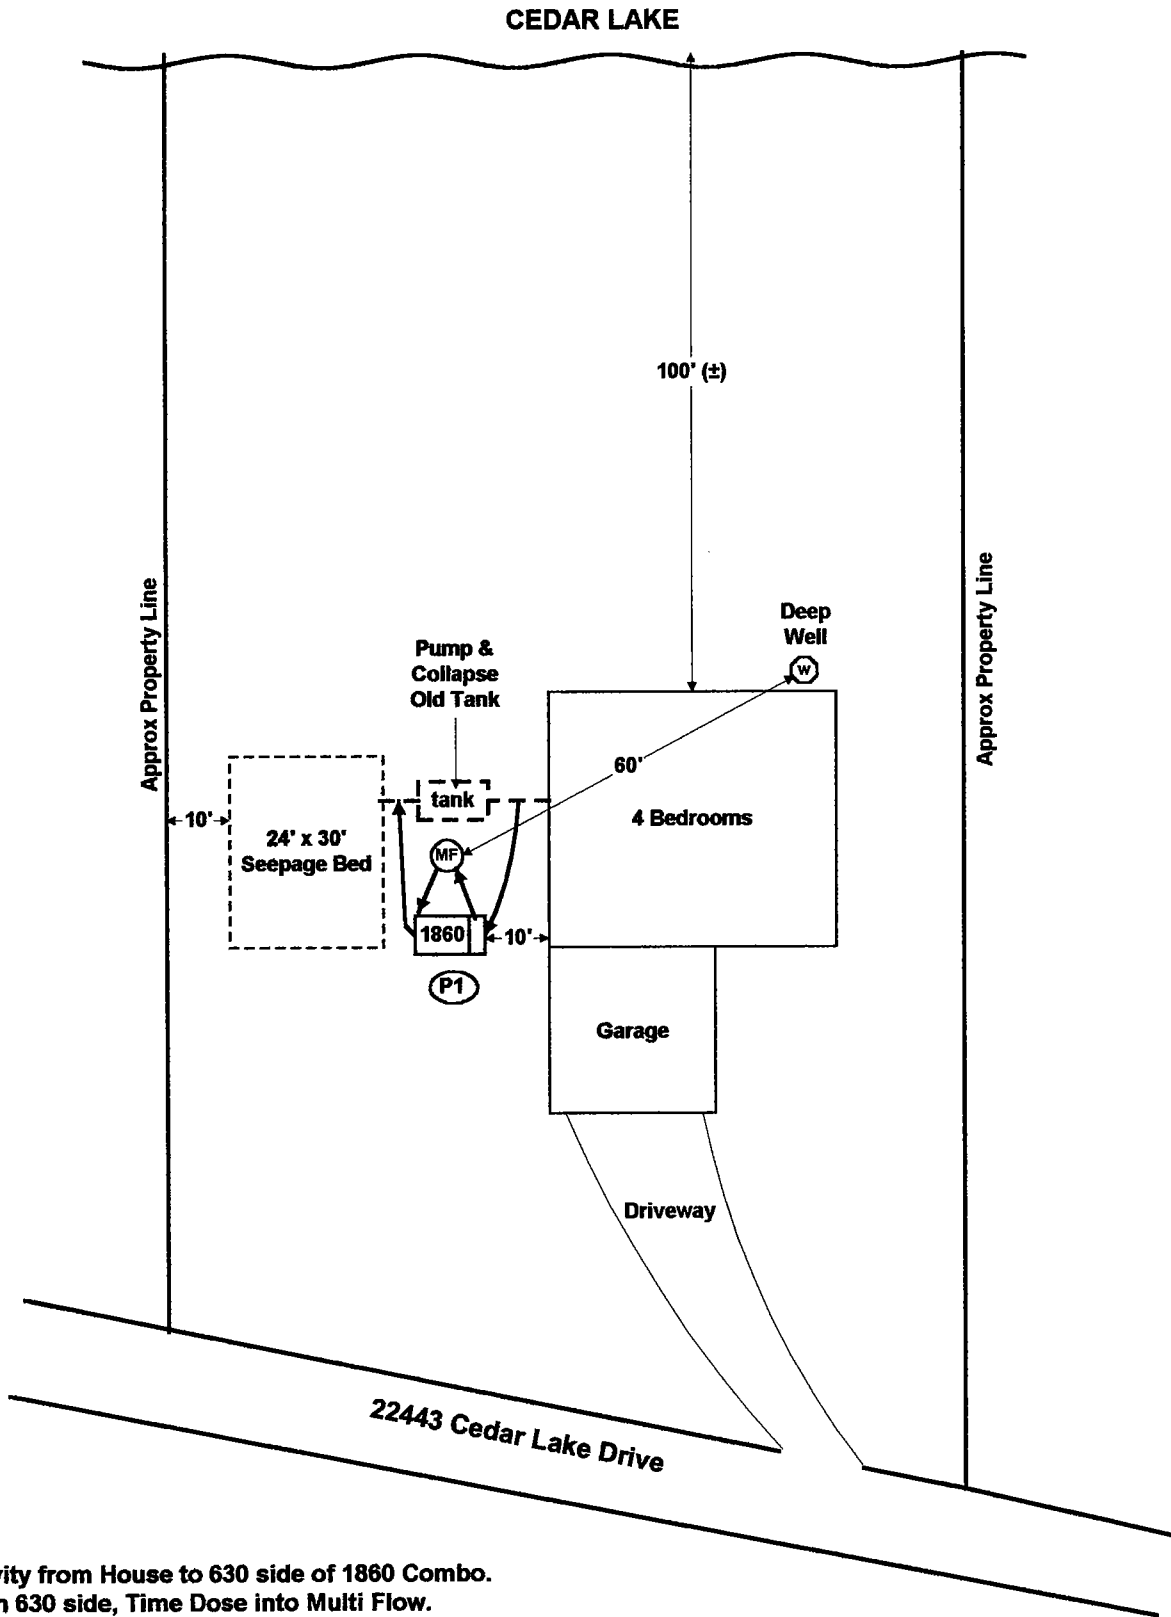 CEDAR LAKE
100' (±)
Approx Property Line
Approx Property Line
Deep
Well
W
Pump &
Collapse
Old Tank
tank
60'
4 Bedrooms
10'
24' x 30'
Seepage Bed
MF
1860
10'
P1
Garage
Driveway
22443 Cedar Lake Drive
from House to 630 side of 1860 Combo.
630 side, Time Dose into Multi Flow.